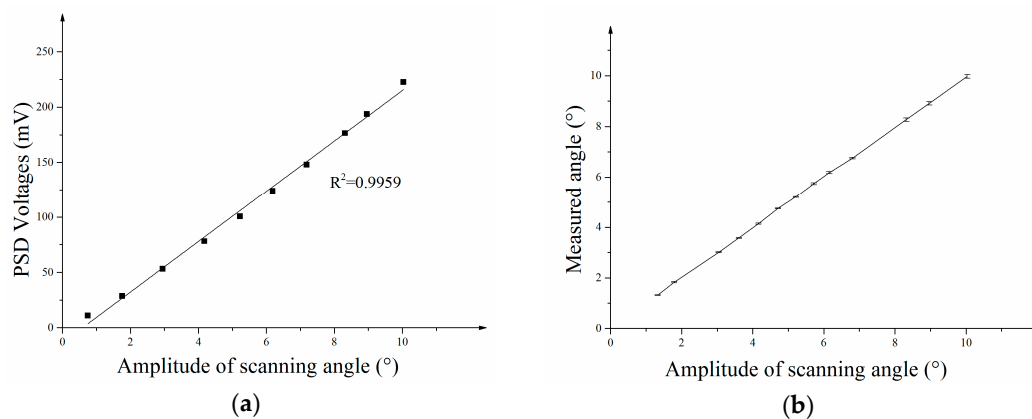 250
200
150
100
50
0
0 2 4 6 8 10
PSD Voltages (mV)
R²=0.9959
Amplitude of scanning angle (°)
(a)
10
8
6
4
2
0
0 2 4 6 8 10
Measured angle (°)
Amplitude of scanning angle (°)
(b)